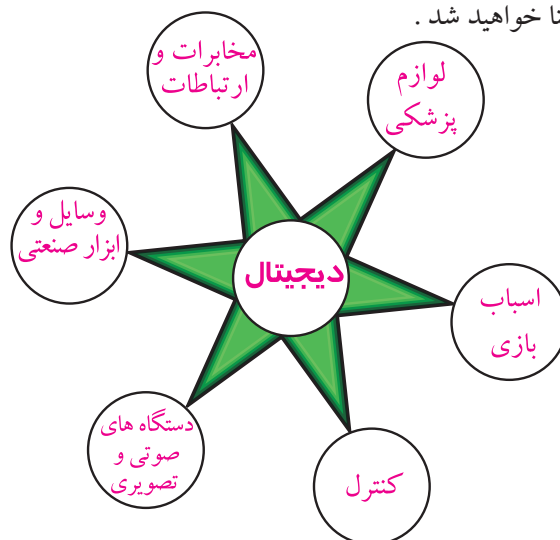 نا خواهید شد .
مخابرات و
ارتباطات
لوازم
پزشکی
وسایل و
ابزار صنعتی
دیجیتال
اسباب
بازی
دستگاه های
صوتی و
تصویری
کنترل